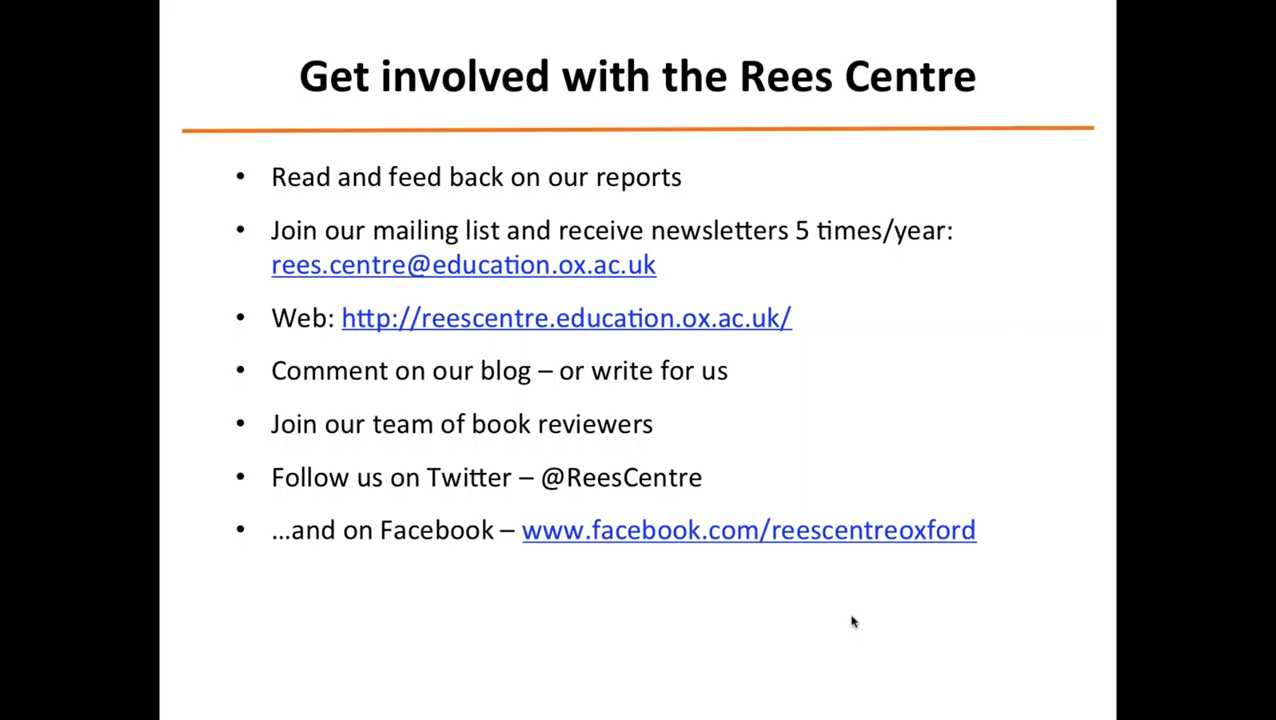 Get involved with the Rees Centre
• Read and feed back on our reports
• Join our mailing list and receive newsletters 5 times/year:
rees.centre@education.ox.ac.uk
• Web: http://reescentre.education.ox.ac.uk/
• Comment on our blog – or write for us
• Join our team of book reviewers
• Follow us on Twitter – @ReesCentre
• …and on Facebook – www.facebook.com/reescentreoxford